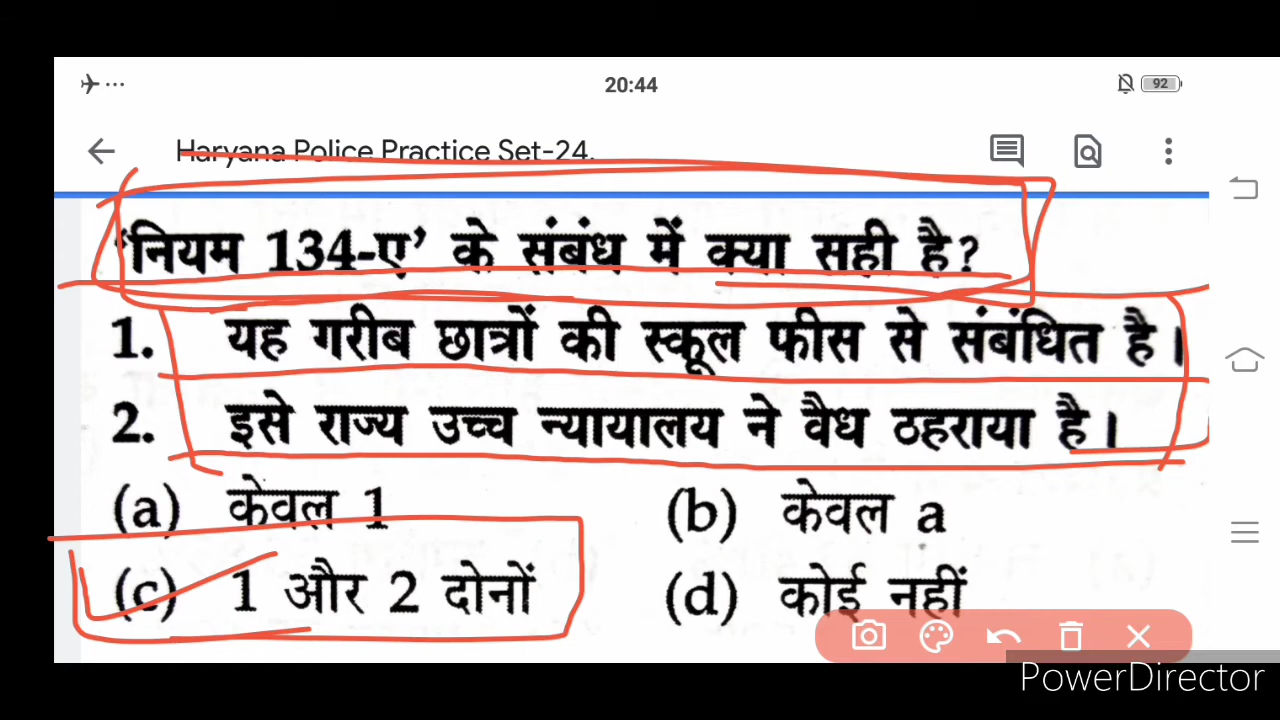 20:44
92
Haryana Police Practice Set-24.
'नियम 134-ए' के संबंध में क्या सही है?
1. यह गरीब छात्रों की स्कूल फीस से संबंधित है।
2. इसे राज्य उच्च न्यायालय ने वैध ठहराया है।
(a) केवल 1 (b) केवल a
(c) 1 और 2 दोनों (d) कोई नहीं
PowerDirector